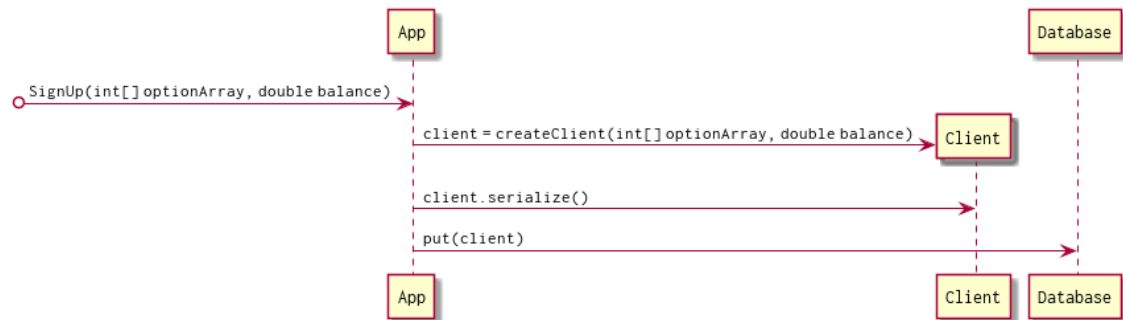 App
Database
SignUp(int[] optionArray, double balance)
client = createClient(int[] optionArray, double balance)
Client
client.serialize()
put(client)
App
Client
Database